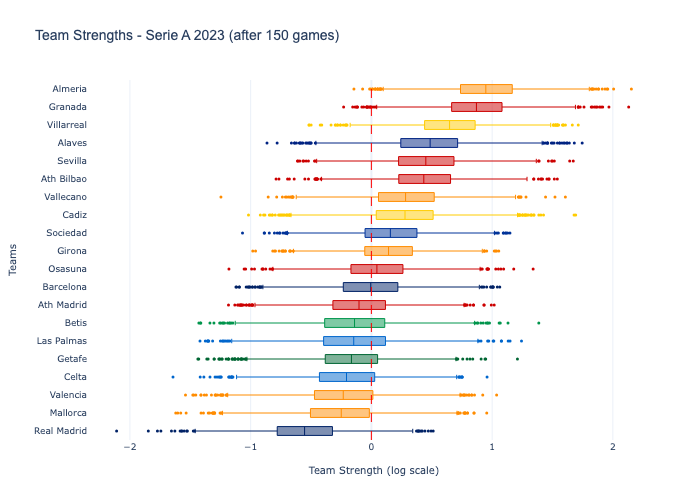 Team Strengths - Serie A 2023 (after 150 games)
Almeria
Granada
Villarreal
Alaves
Sevilla
Ath Bilbao
Vallecano
Cadiz
Sociedad
Girona
Osasuna
Barcelona
Ath Madrid
Betis
Las Palmas
Getafe
Celta
Valencia
Mallorca
Real Madrid
Teams
−2 −1 0 1 2
Team Strength (log scale)